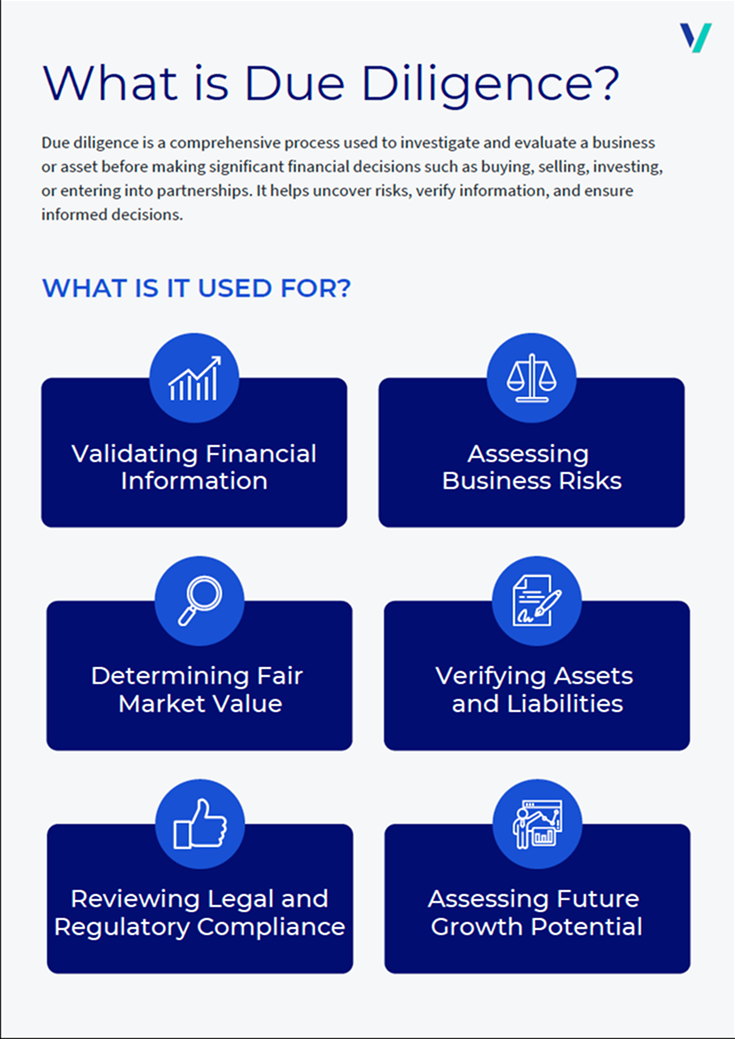 What is Due Diligence?
Due diligence is a comprehensive process used to investigate and evaluate a business
or asset before making significant financial decisions such as buying, selling, investing,
or entering into partnerships. It helps uncover risks, verify information, and ensure
informed decisions.
WHAT IS IT USED FOR?
Validating Financial
Information
Assessing
Business Risks
Determining Fair
Market Value
Verifying Assets
and Liabilities
Reviewing Legal and
Regulatory Compliance
Assessing Future
Growth Potential